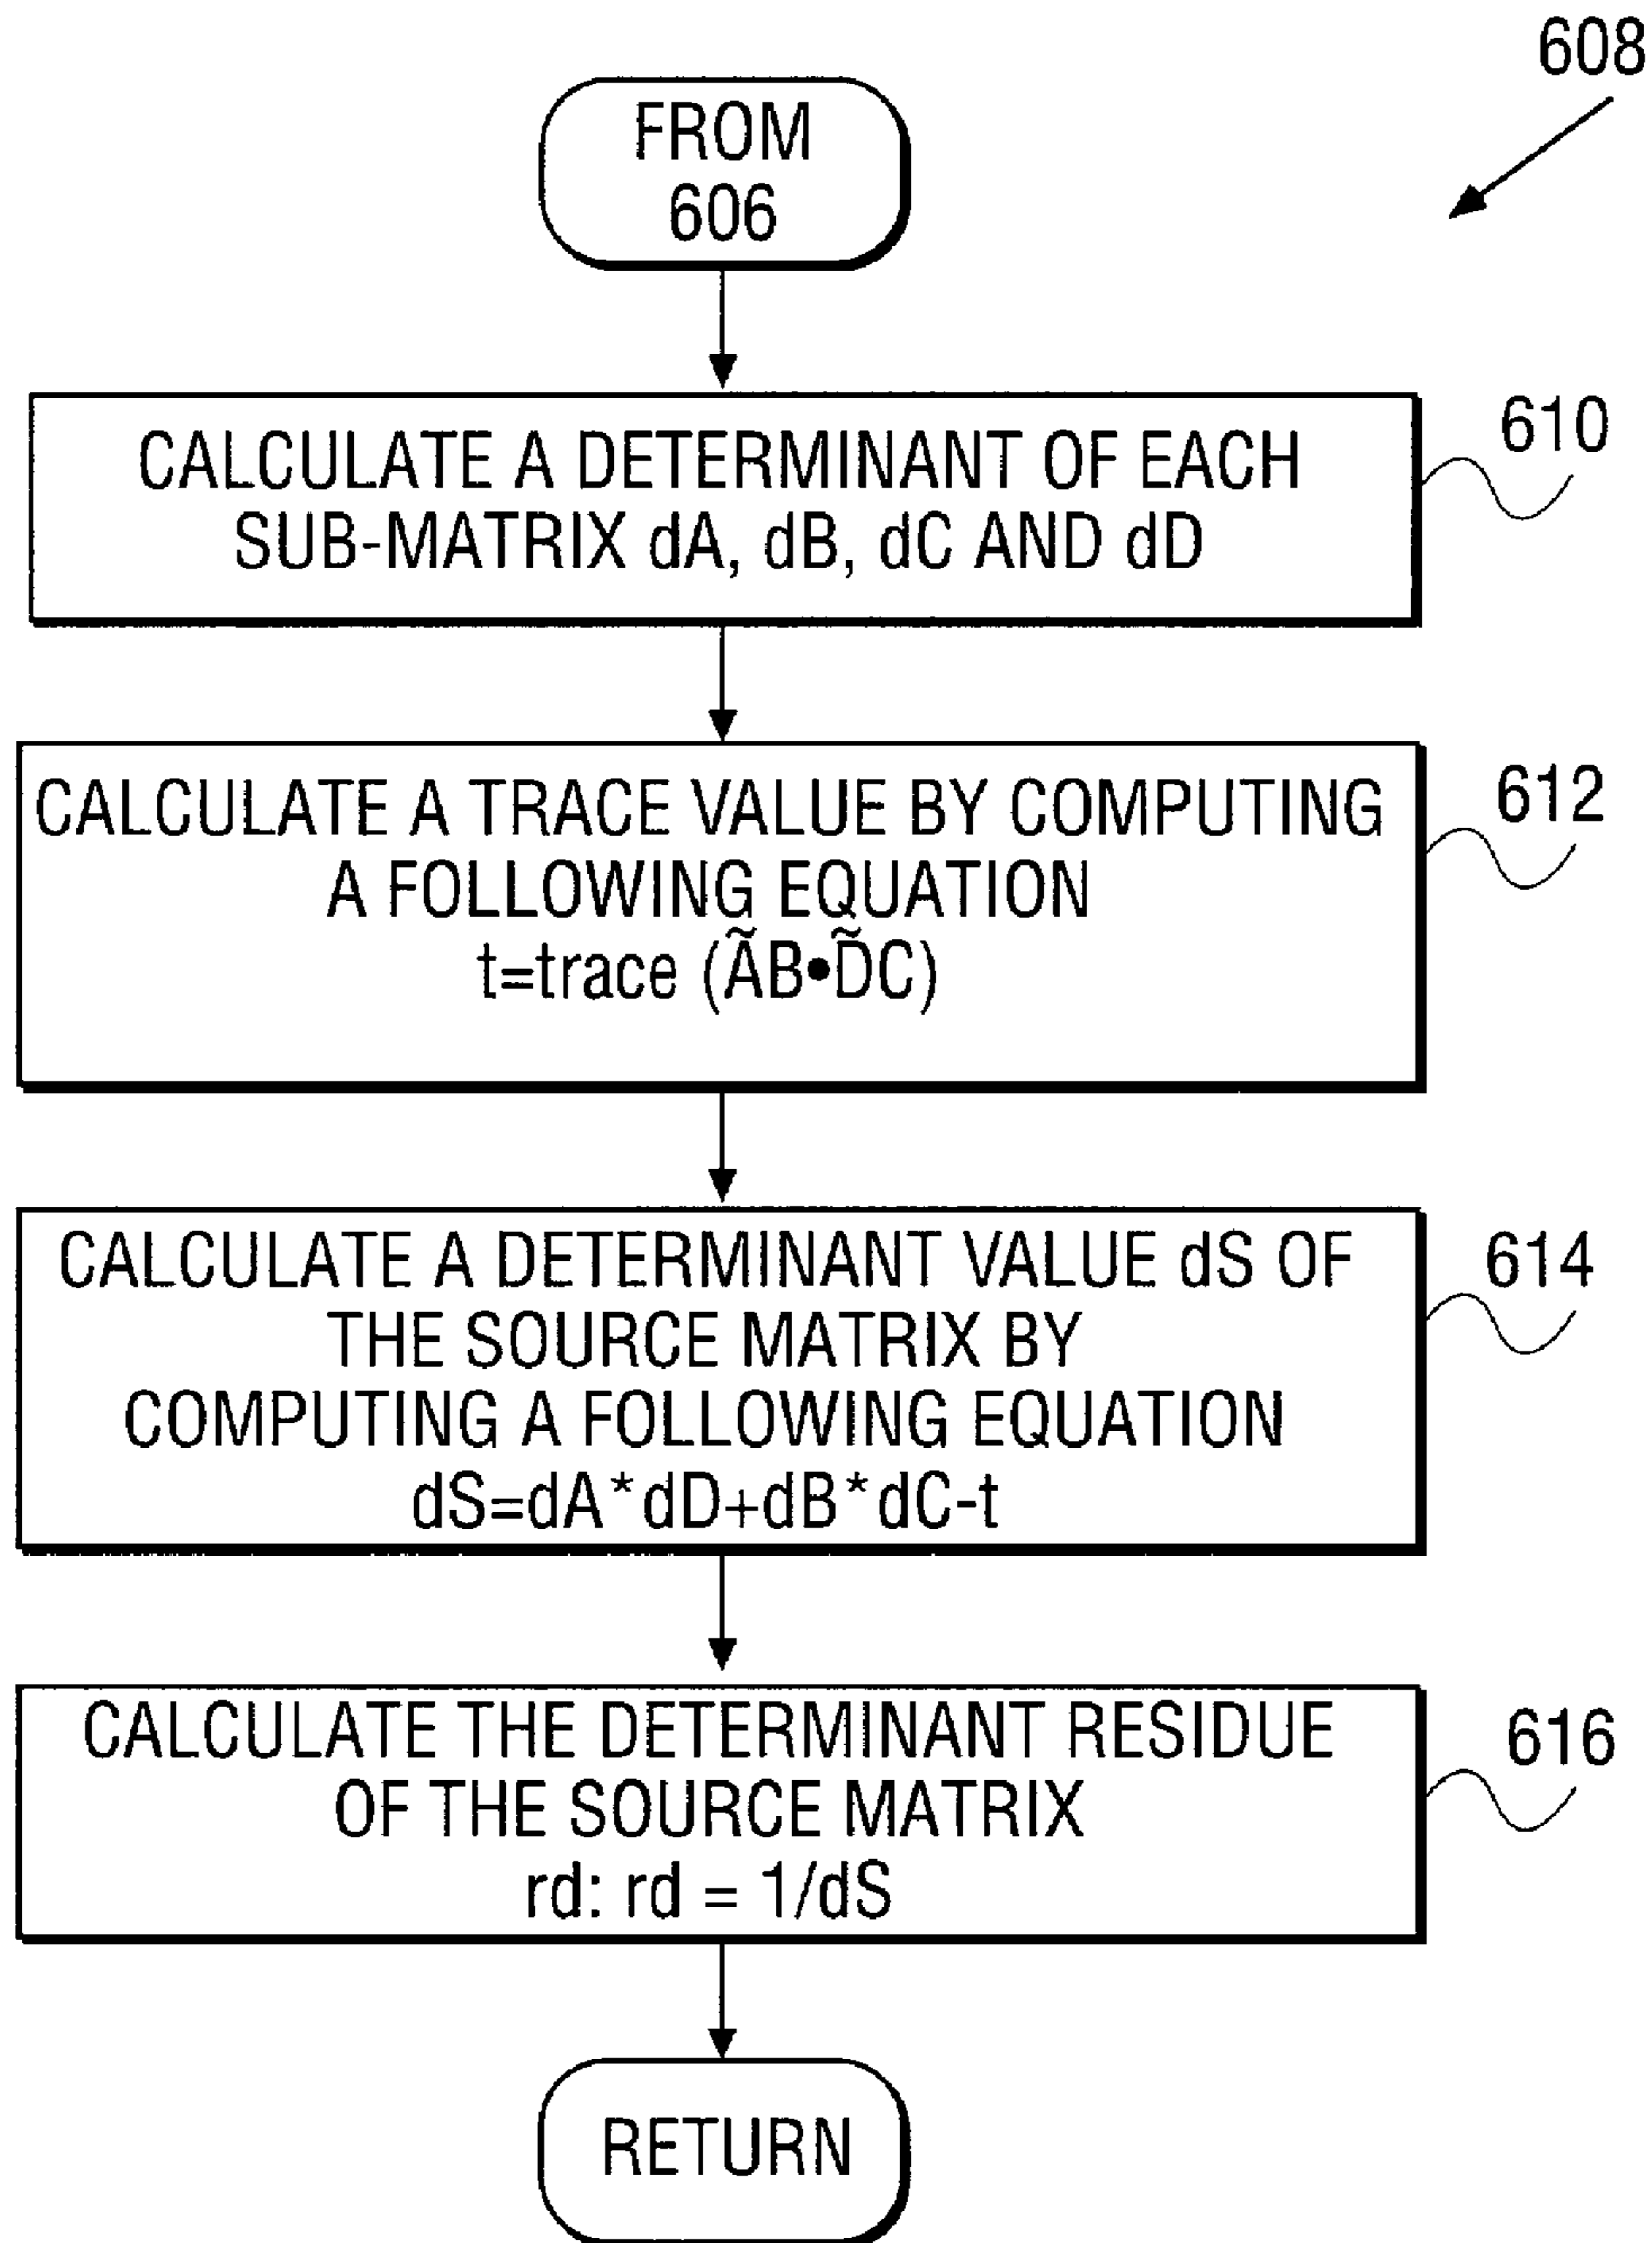 608
FROM
606
CALCULATE A DETERMINANT OF EACH
SUB-MATRIX dA, dB, dC AND dD
610
CALCULATE A TRACE VALUE BY COMPUTING
A FOLLOWING EQUATION
t=trace (ÃB•D̃C)
612
CALCULATE A DETERMINANT VALUE dS OF
THE SOURCE MATRIX BY
COMPUTING A FOLLOWING EQUATION
dS=dA*dD+dB*dC-t
614
CALCULATE THE DETERMINANT RESIDUE
OF THE SOURCE MATRIX
rd: rd = 1/dS
616
RETURN